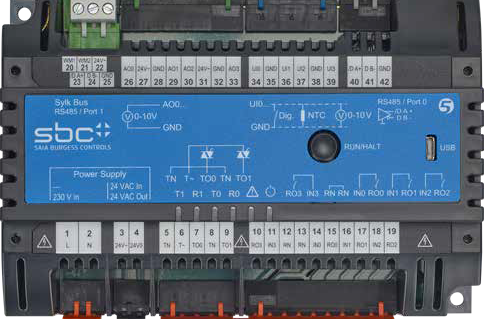 WM1 WM2 24V~
20 21 22
D.A+ D.B- GND
23 24 25
AO0 24V~ GND AO1 AO2 24V~ GND AO3
26 27 28 29 30 31 32 33
UI0 GND UI1 UI2 GND UI3
34 35 36 37 38 39
/D.A+ /D.B- GND
40 41 42
Sylk Bus
RS485 / Port 1
AO0..
0-10V
GND
UI0..
Dig.
NTC
0-10V
GND
RS485 / Port 0
/D.A+
/D.B-
S
sbc
SAIA BURGESS CONTROLS
RUN/HALT
USB
Power Supply
230 V in
24 VAC In
24 VAC Out
TN T~ TO0 TN TO1
T1 R1 T0 R0
RO3 IN3 RN RN IN0 RO0 IN1 RO1 IN2 RO2
1 2
L N
3 4
24V~ 24V0
5 6 7 8 9
TN T~ TO0 TN TO1
10 11 12 13 14 15 16 17 18 19
RO3 IN3 RN RN IN0 RO0 IN1 RO1 IN2 RO2